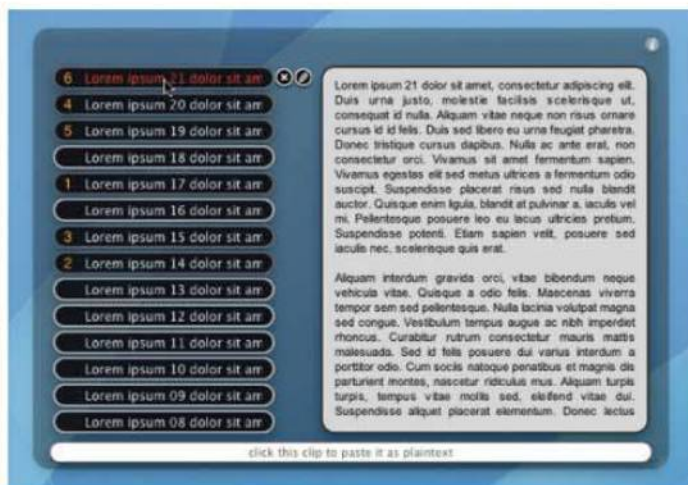 6 Lorem ipsum 21 dolor sit am
4 Lorem ipsum 20 dolor sit am
5 Lorem ipsum 19 dolor sit am
Lorem ipsum 18 dolor sit am
1 Lorem ipsum 17 dolor sit am
Lorem ipsum 16 dolor sit am
3 Lorem ipsum 15 dolor sit am
2 Lorem ipsum 14 dolor sit am
Lorem ipsum 13 dolor sit am
Lorem ipsum 12 dolor sit am
Lorem ipsum 11 dolor sit am
Lorem ipsum 10 dolor sit am
Lorem ipsum 09 dolor sit am
Lorem ipsum 08 dolor sit am
Lorem ipsum 21 dolor sit amet, consectetur adipiscing elit.
Duis urna justo, molestie facilisis scelerisque ut,
consequat id nulla. Aliquam vitae neque non risus ornare
cursus id id felis. Duis sed libero eu urna feugiat pharetra.
Donec tristique cursus dapibus. Nulla ac ante erat, non
consectetur orci. Vivamus sit amet fermentum sapien.
Vivamus egestas elit sed metus ultrices a fermentum odio
suscipit. Suspendisse placerat risus sed nulla blandit
auctor. Quisque enim ligula, blandit at pulvinar a, iaculis vel
mi. Pellentesque posuere leo eu lacus ultricies pretium.
Suspendisse potenti. Etiam sapien velit, posuere sed
iaculis nec, scelerisque quis erat.
Aliquam interdum gravida orci, vitae bibendum neque
vehicula vitae. Quisque a odio felis. Maecenas viverra
tempor sem sed pellentesque. Nulla lacinia volutpat magna
sed congue. Vestibulum tempus augue ac nibh imperdiet
rhoncus. Curabitur rutrum consectetur mauris mattis
malesuada. Sed id felis posuere dui varius interdum a
porttitor odio. Cum sociis natoque penatibus et magnis dis
parturient montes, nascetur ridiculus mus. Aliquam turpis
turpis, tempus vitae mollis sed, eleifend vitae dui.
Suspendisse aliquet placerat elementum. Donec lectus
click this clip to paste it as plaintext